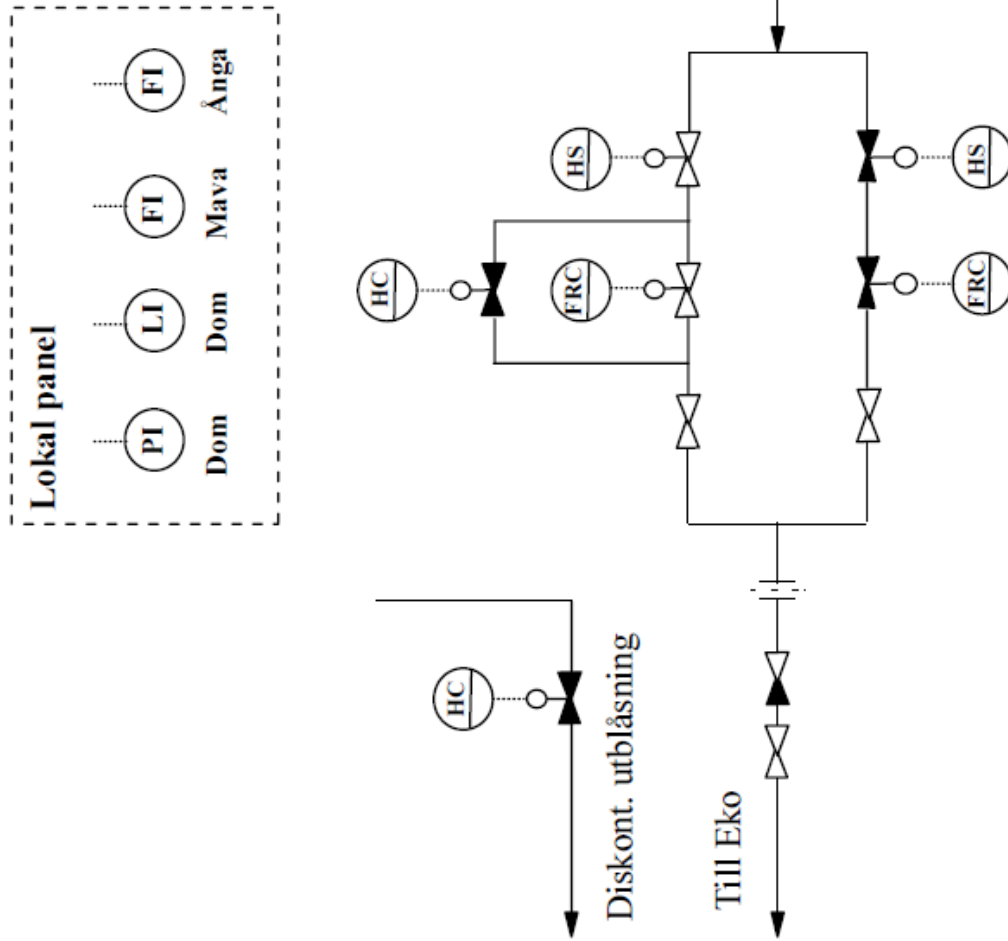 Lokal panel
PI
LI
FI
FI
Dom
Dom
Mava
Ånga
HC
HS
FRC
FRC
HS
HC
Diskont. utblåsning
Till Eko